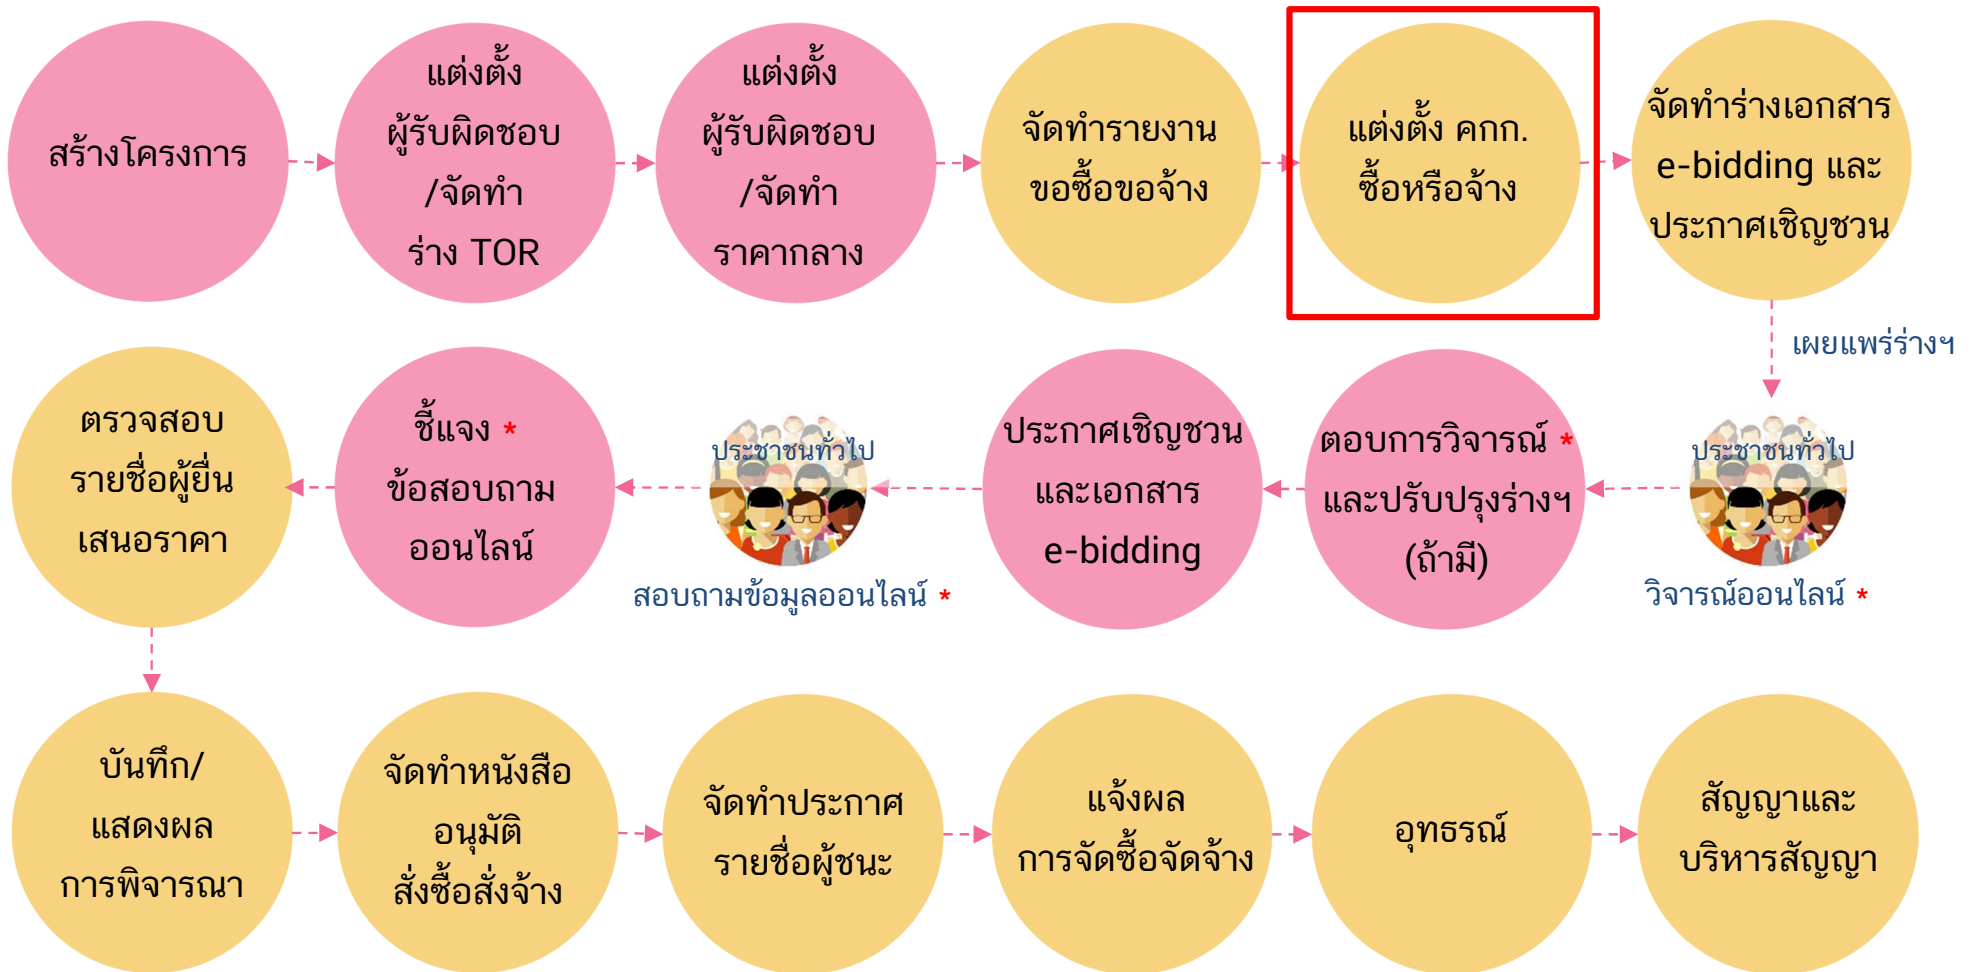 สร้างโครงการ
แต่งตั้ง
ผู้รับผิดชอบ
/จัดทำ
ร่าง TOR
แต่งตั้ง
ผู้รับผิดชอบ
/จัดทำ
ราคากลาง
จัดทำรายงาน
ขอซื้อขอจ้าง
แต่งตั้ง คกก.
ซื้อหรือจ้าง
จัดทำร่างเอกสาร
e-bidding และ
ประกาศเชิญชวน
เผยแพร่ร่างฯ
ประชาชนทั่วไป
วิจารณ์ออนไลน์ *
ตอบการวิจารณ์ *
และปรับปรุงร่างฯ
(ถ้ามี)
ประกาศเชิญชวน
และเอกสาร
e-bidding
ประชาชนทั่วไป
สอบถามข้อมูลออนไลน์ *
ชี้แจง *
ข้อสอบถาม
ออนไลน์
ตรวจสอบ
รายชื่อผู้ยื่น
เสนอราคา
บันทึก/
แสดงผล
การพิจารณา
จัดทำหนังสือ
อนุมัติ
สั่งซื้อสั่งจ้าง
จัดทำประกาศ
รายชื่อผู้ชนะ
แจ้งผล
การจัดซื้อจัดจ้าง
อุทธรณ์
สัญญาและ
บริหารสัญญา